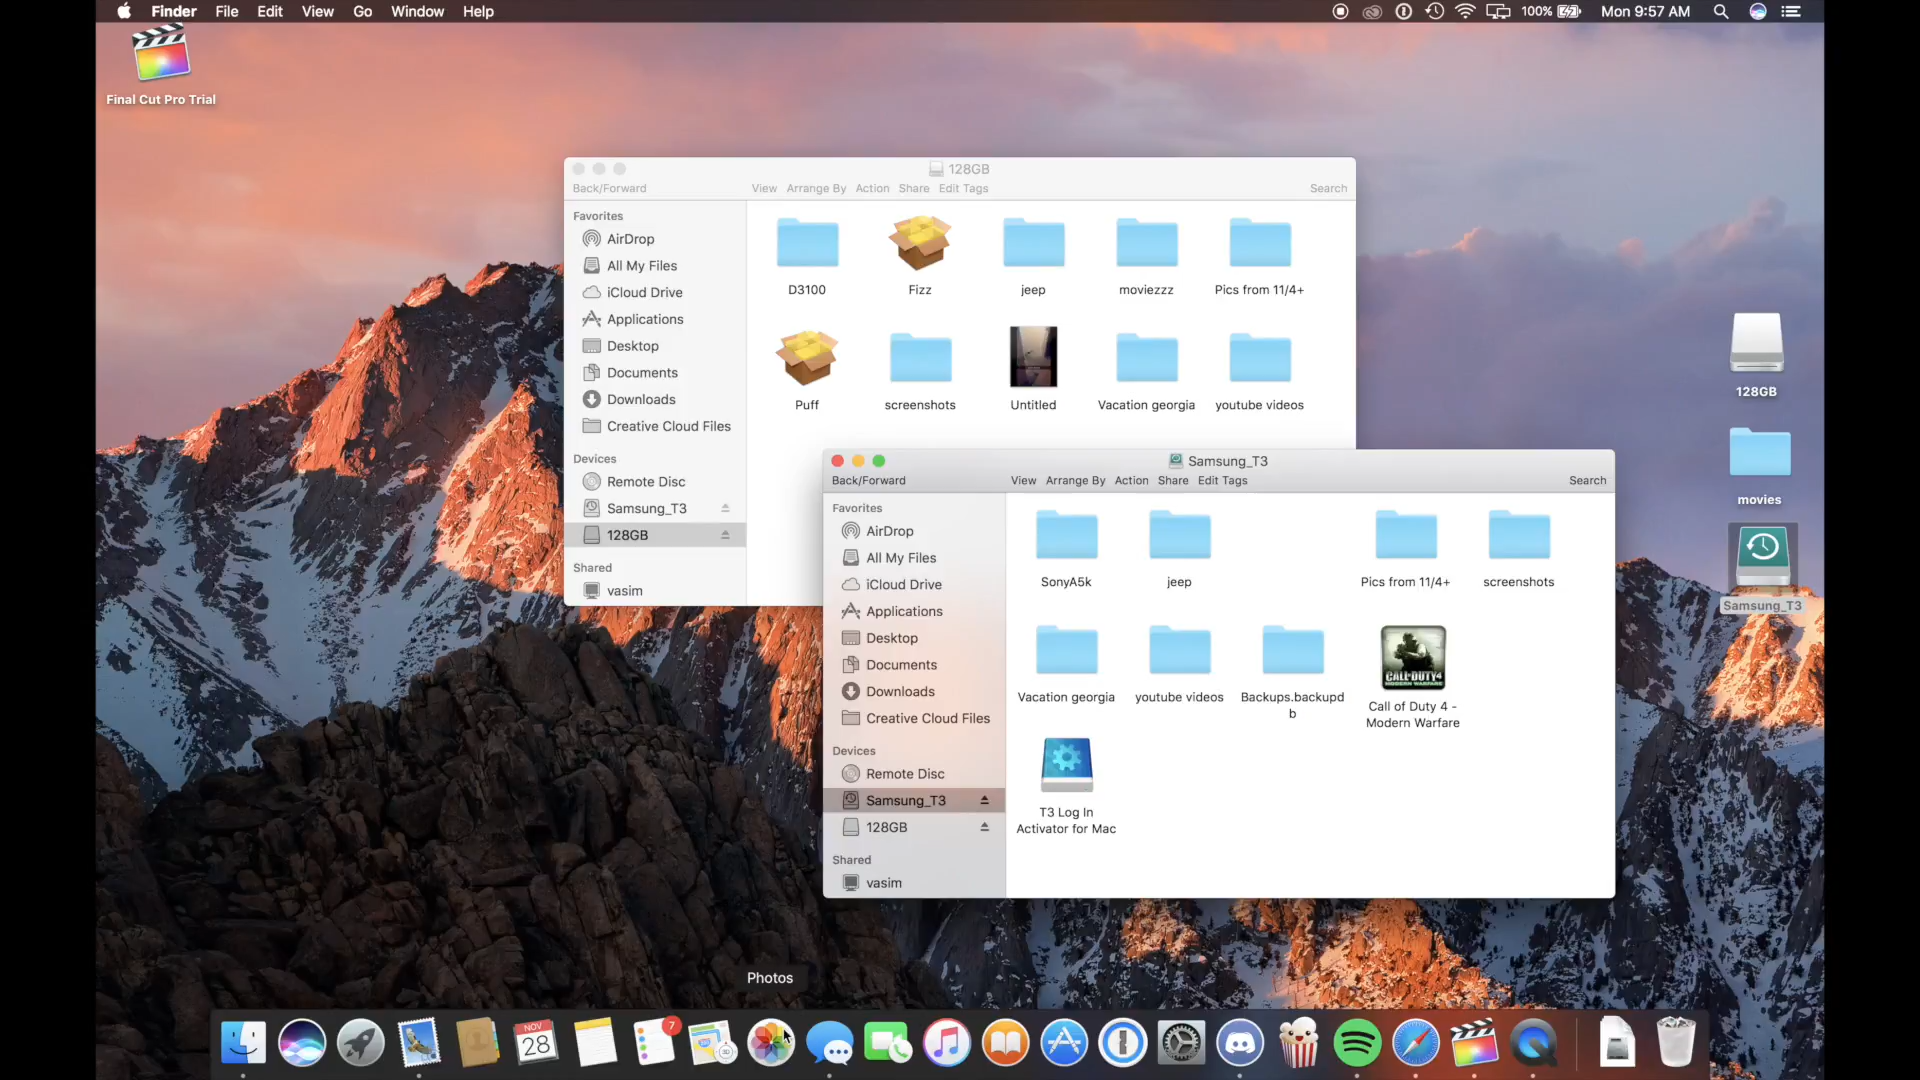 Finder File Edit View Go Window Help
100% Mon 9:57 AM
Final Cut Pro Trial
128GB
Back/Forward View Arrange By Action Share Edit Tags Search
Favorites
AirDrop
All My Files
iCloud Drive
Applications
Desktop
Documents
Downloads
Creative Cloud Files
Devices
Remote Disc
Samsung_T3
128GB
Shared
vasim
D3100 Fizz jeep moviezzz Pics from 11/4+
Puff screenshots Untitled Vacation georgia youtube videos
Samsung_T3
Back/Forward View Arrange By Action Share Edit Tags Search
Favorites
AirDrop
All My Files
iCloud Drive
Applications
Desktop
Documents
Downloads
Creative Cloud Files
Devices
Remote Disc
Samsung_T3
128GB
Shared
vasim
SonyA5k jeep Pics from 11/4+ screenshots
CALL·DUTY4
Vacation georgia youtube videos Backups.backupd
b
Call of Duty 4 -
Modern Warfare
T3 Log In
Activator for Mac
128GB
movies
Samsung_T3
Photos
NOV
28
7